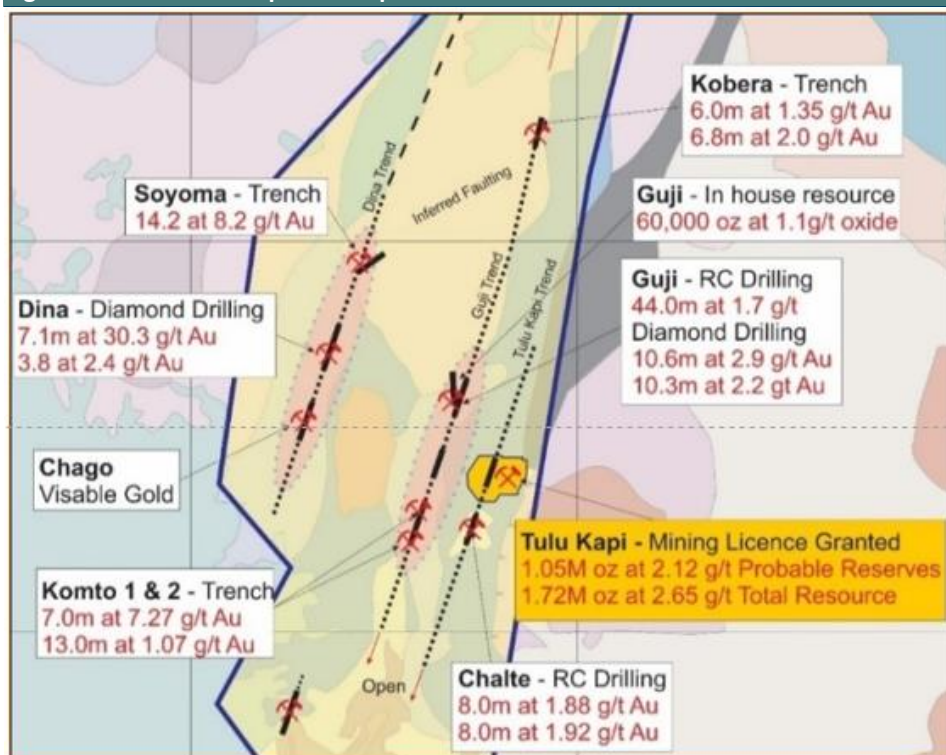 Kobera - Trench
6.0m at 1.35 g/t Au
6.8m at 2.0 g/t Au
Dina Trend
Inferred Faulting
Soyoma - Trench
14.2 at 8.2 g/t Au
Guji - In house resource
60,000 oz at 1.1g/t oxide
Guji Trend
Tulu Kapi Trend
Guji - RC Drilling
44.0m at 1.7 g/t
Diamond Drilling
10.6m at 2.9 g/t Au
10.3m at 2.2 gt Au
Dina - Diamond Drilling
7.1m at 30.3 g/t Au
3.8 at 2.4 g/t Au
Chago
Visable Gold
Tulu Kapi - Mining Licence Granted
1.05M oz at 2.12 g/t Probable Reserves
1.72M oz at 2.65 g/t Total Resource
Komto 1 & 2 - Trench
7.0m at 7.27 g/t Au
13.0m at 1.07 g/t Au
Open
Chalte - RC Drilling
8.0m at 1.88 g/t Au
8.0m at 1.92 g/t Au